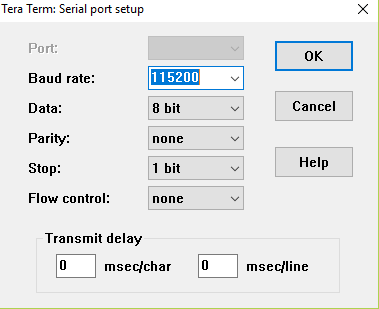 Tera Term: Serial port setup
Port:
OK
Baud rate: 115200
Data: 8 bit
Cancel
Parity: none
Stop: 1 bit
Help
Flow control: none
Transmit delay
0 msec/char 0 msec/line